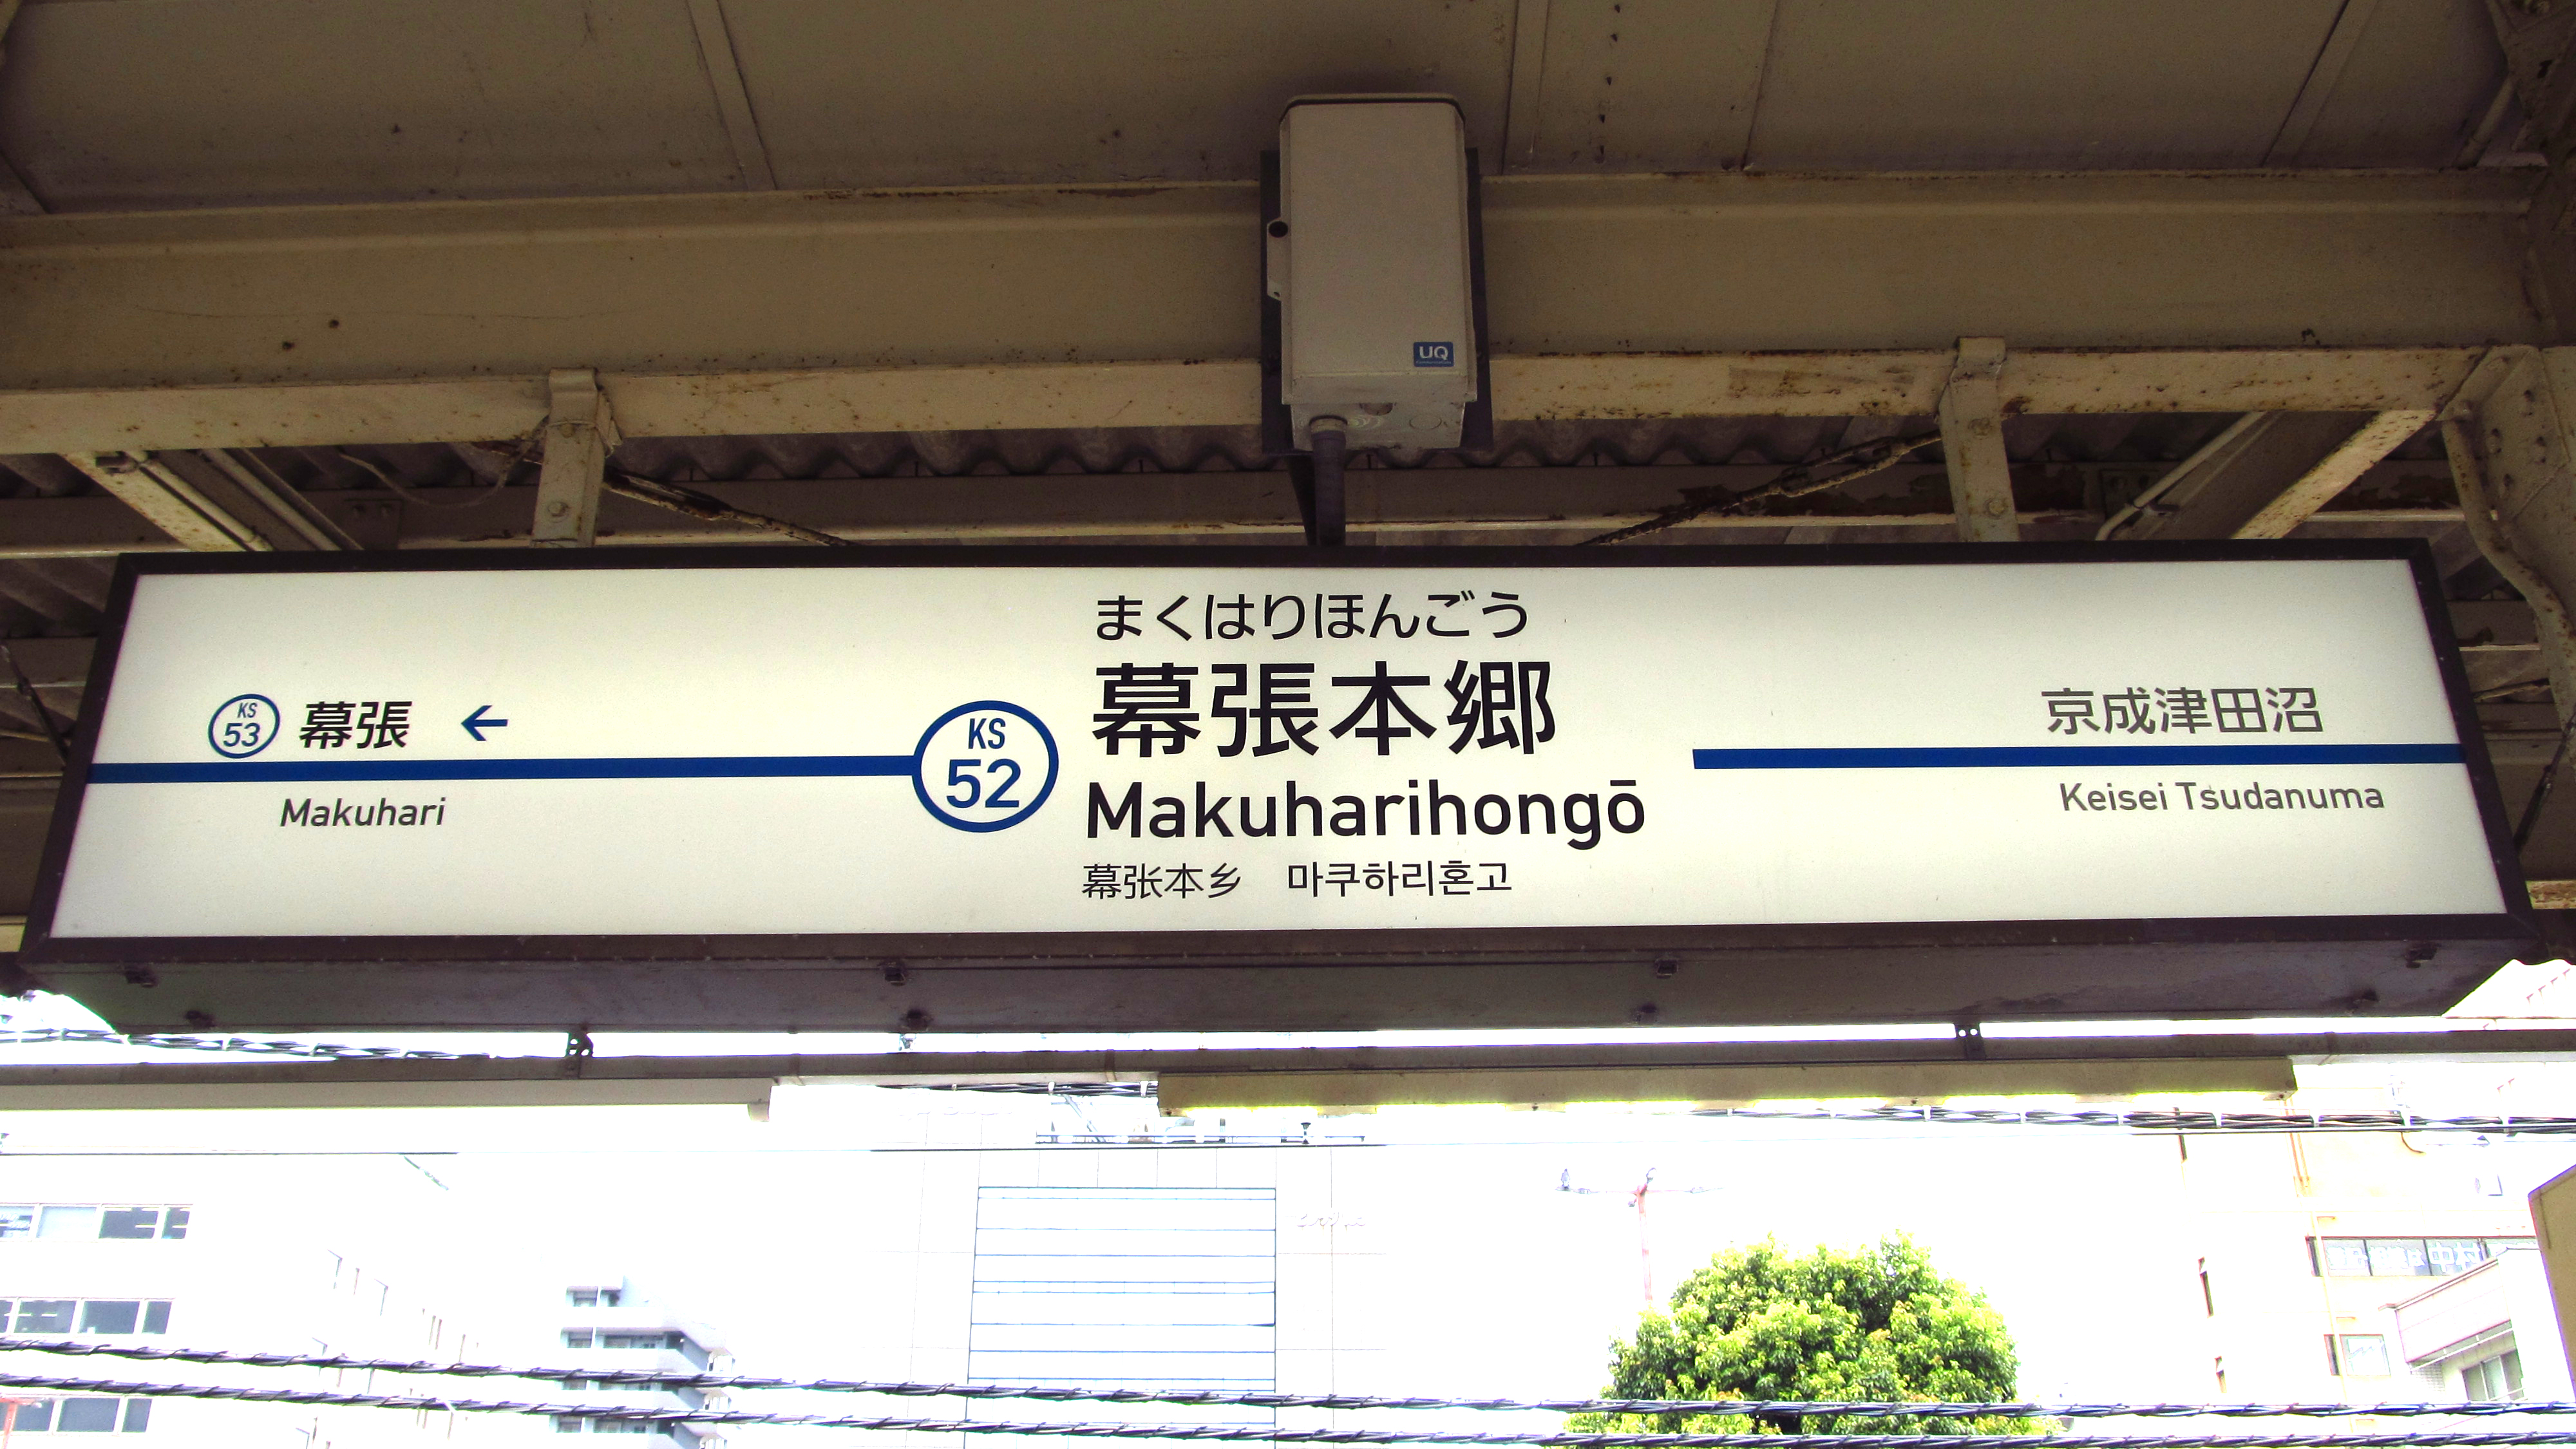 UQ
まくはりほんごう
KS
53
幕張 ←
Makuhari
KS
52
幕張本郷
Makuharihongō
幕张本乡 마쿠하리혼고
京成津田沼
Keisei Tsudanuma